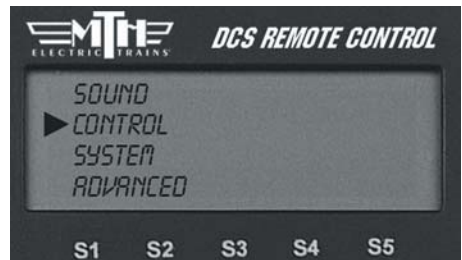 MTH
ELECTRIC TRAINS
DCS REMOTE CONTROL
SOUND
CONTROL
SYSTEM
ADVANCED
S1 S2 S3 S4 S5